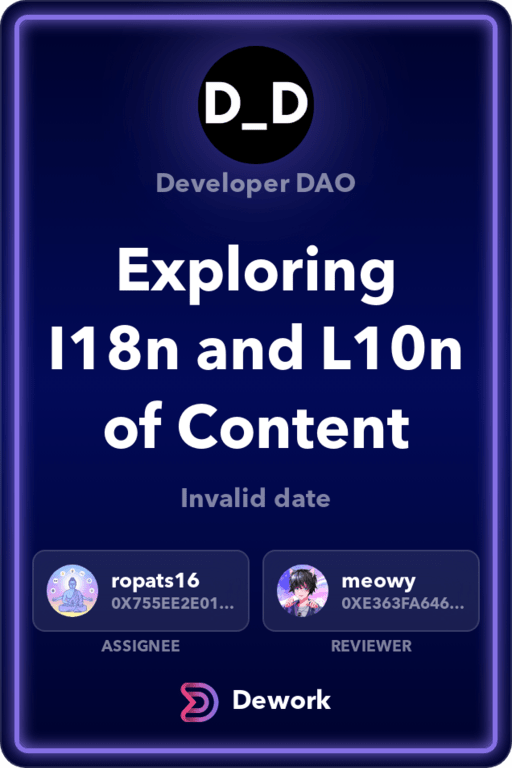 D_D
Developer DAO
Exploring
I18n and L10n
of Content
Invalid date
ropats16
0X755EE2E01...
meowy
0XE363FA646...
ASSIGNEE
REVIEWER
Dework